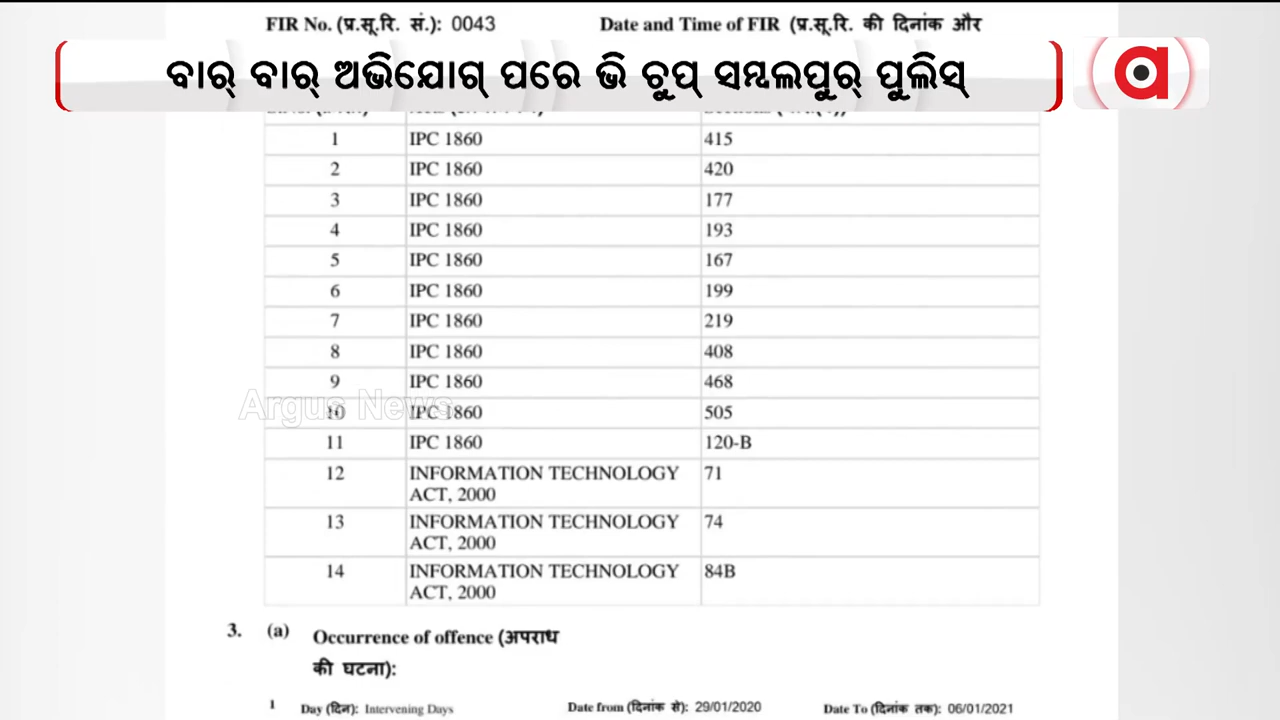 FIR No. (प्र.सू.रि. सं.): 0043 Date and Time of FIR (प्र.सू.रि. की दिनांक और
ବାର୍ ବାର୍ ଅଭିଯୋଗ୍ ପରେ ଭି ଚୁପ୍ ସମ୍ବଲପୁର୍ ପୁଲିସ୍
a
1 IPC 1860 415
2 IPC 1860 420
3 IPC 1860 177
4 IPC 1860 193
5 IPC 1860 167
6 IPC 1860 199
7 IPC 1860 219
8 IPC 1860 408
9 IPC 1860 468
Argus News
10 IPC 1860 505
11 IPC 1860 120-B
12 INFORMATION TECHNOLOGY 71
ACT, 2000
13 INFORMATION TECHNOLOGY 74
ACT, 2000
14 INFORMATION TECHNOLOGY 84B
ACT, 2000
3. (a) Occurrence of offence (अपराध
की घटना):
1 Day (दिन): Intervening Days Date from (दिनांक से): 29/01/2020 Date To (दिनांक तक): 06/01/2021